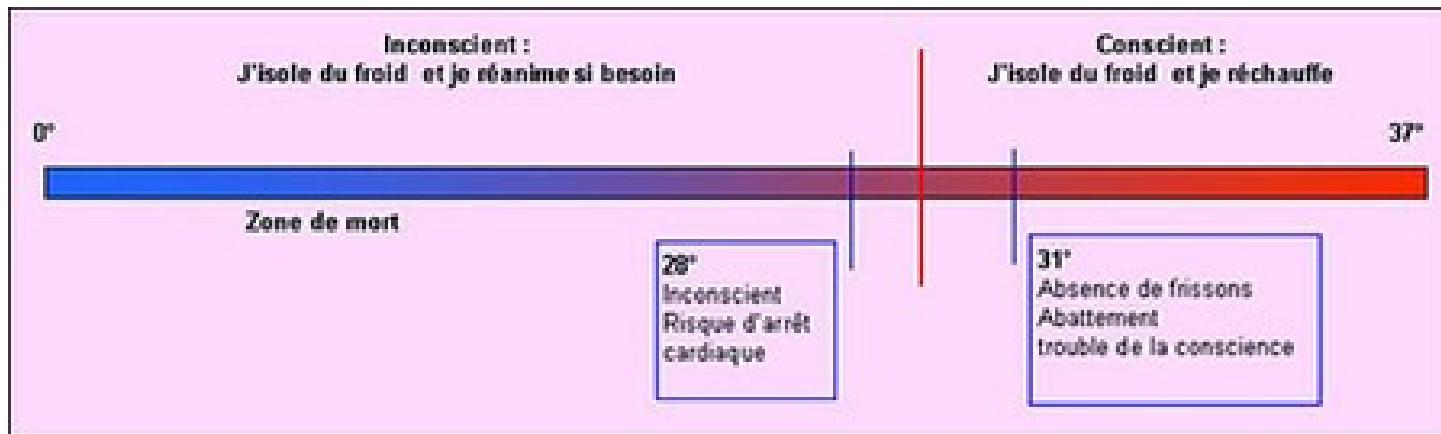 Inconscient :
J'isole du froid et je réanime si besoin
Conscient :
J'isole du froid et je réchauffe
0°
37°
Zone de mort
28°
Inconscient
Risque d'arrêt
cardiaque
31°
Absence de frissons
Abattement
trouble de la conscience